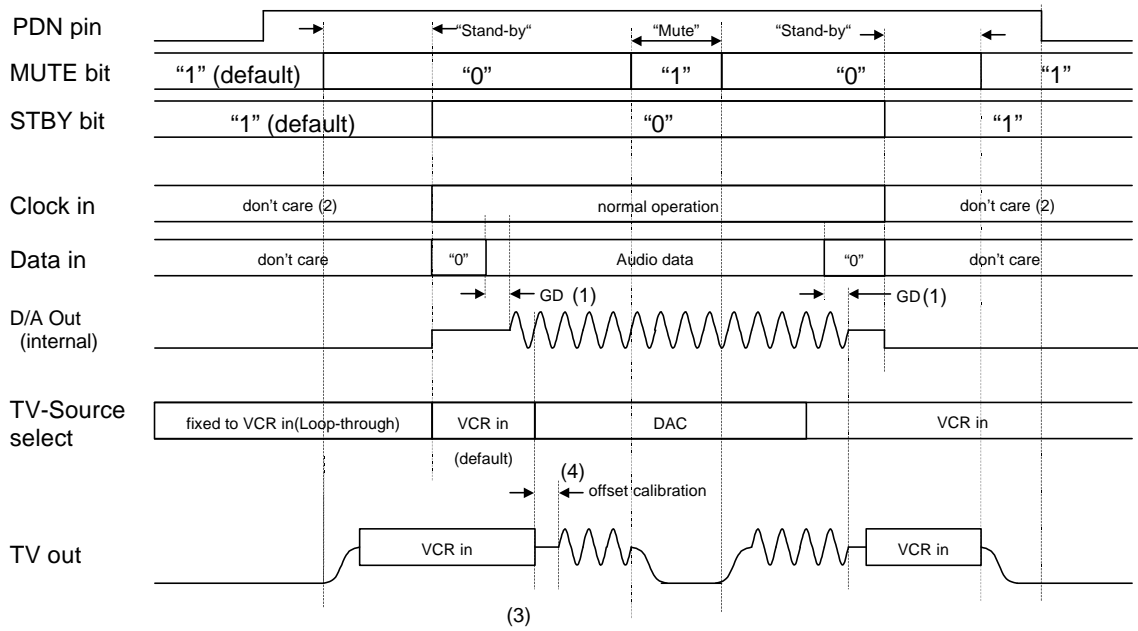 PDN pin “Stand-by“ “Mute” “Stand-by“
MUTE bit “1” (default) “0” “1” “0” “1”
STBY bit “1” (default) “0” “1”
Clock in don't care (2) normal operation don't care (2)
Data in don't care “0” Audio data “0” don't care
GD (1) GD (1)
D/A Out
(internal)
TV-Source
select
fixed to VCR in(Loop-through) VCR in DAC VCR in
(default)
(4)
offset calibration
TV out VCR in VCR in
(3)